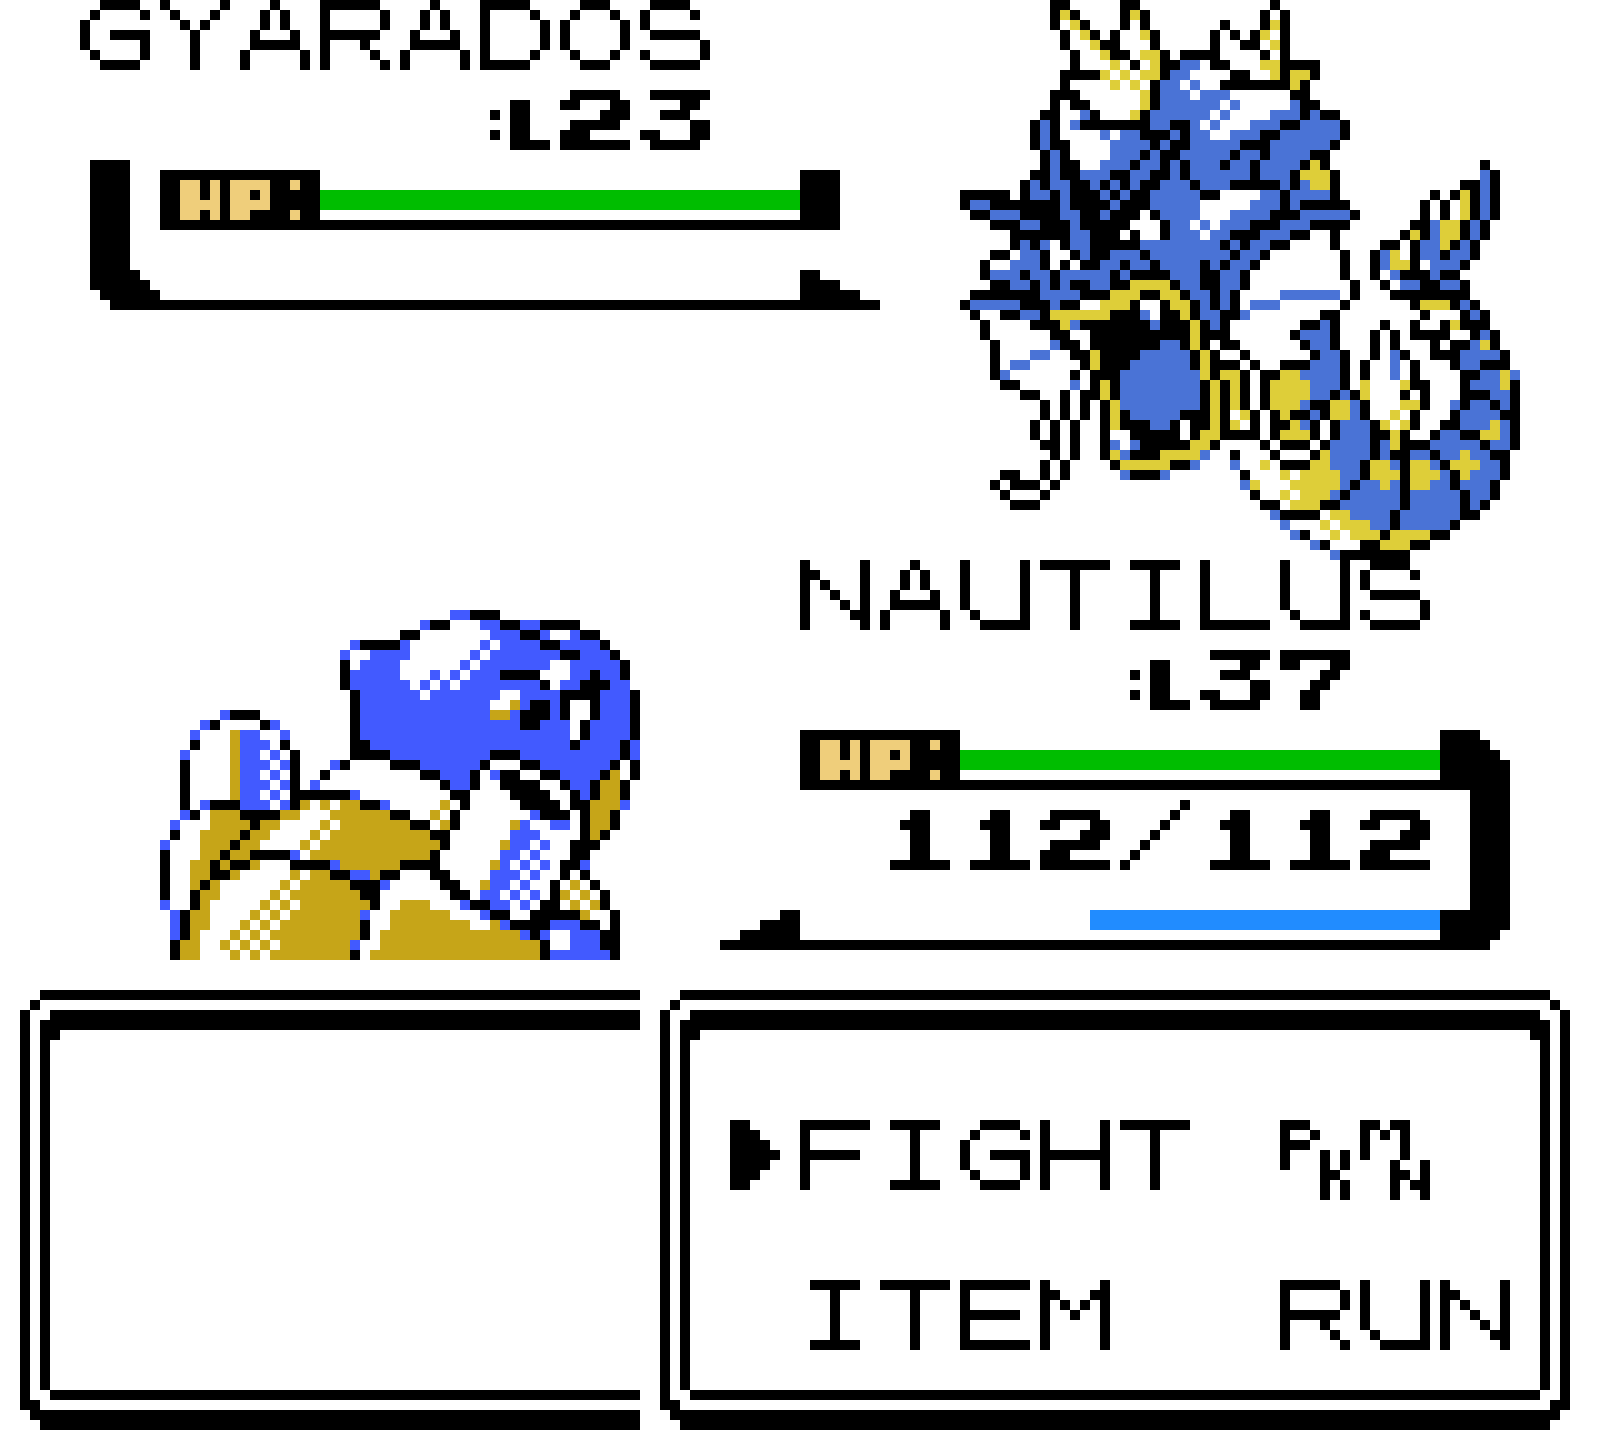 GYARADOS
:L23
HP:
NAUTILUS
:L37
HP:
112/112
FIGHT PKMN
ITEM RUN